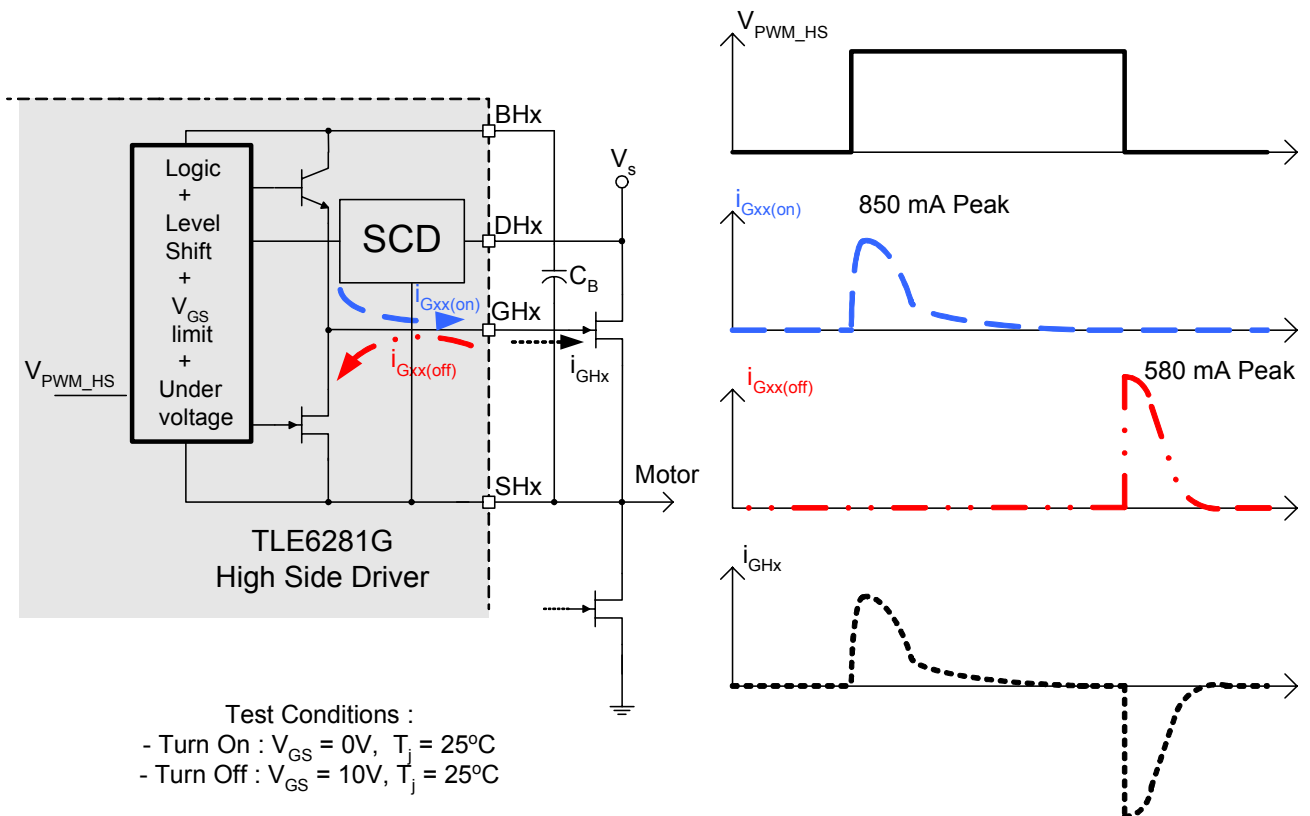 BHx
Logic
+
Level
Shift
+
VGS
limit
+
Under
voltage
VPWM_HS
SCD
DHx
Vs
CB
iGxx(on)
GHx
iGxx(off)
iGHx
SHx
Motor
TLE6281G
High Side Driver
Test Conditions :
- Turn On : VGS = 0V, Tj = 25ºC
- Turn Off : VGS = 10V, Tj = 25ºC
VPWM_HS
iGxx(on)
850 mA Peak
iGxx(off)
580 mA Peak
iGHx